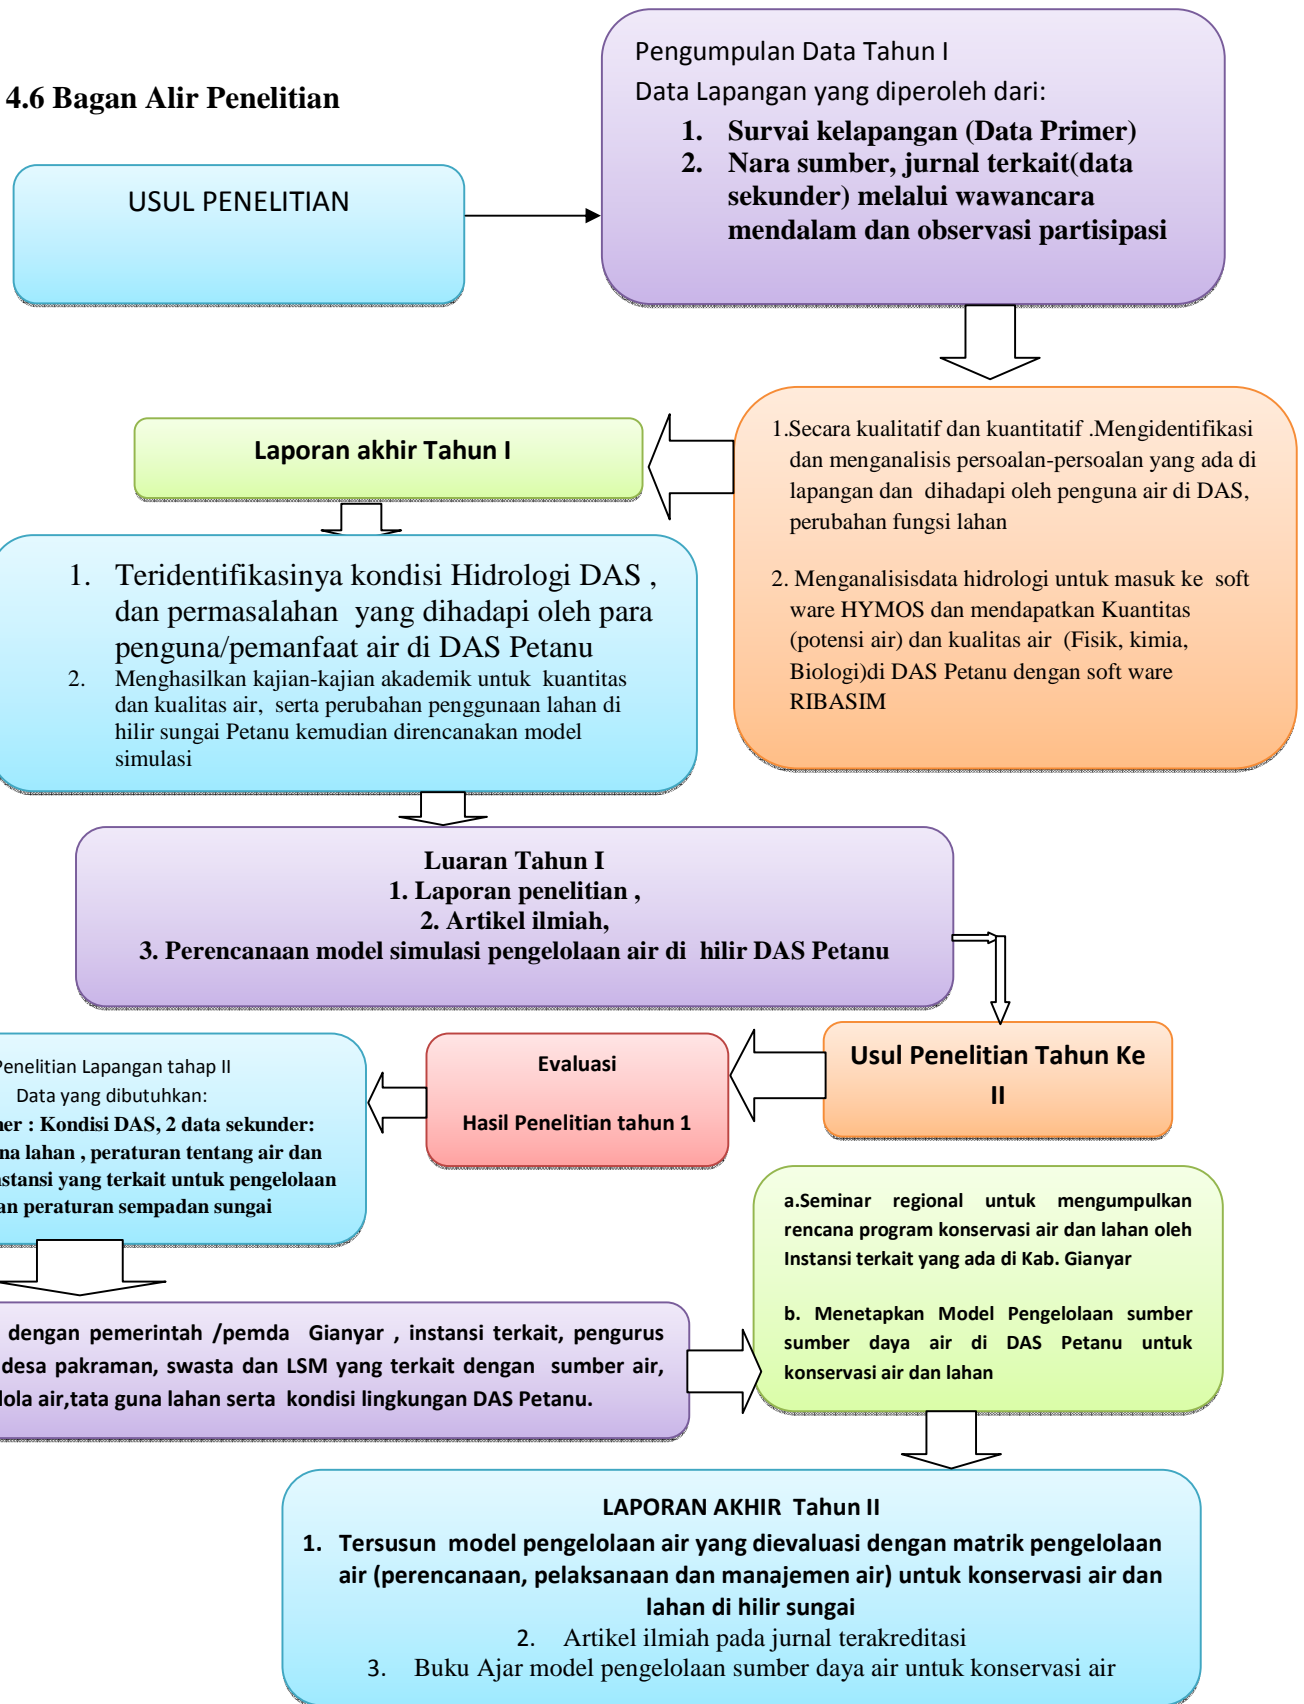 4.6 Bagan Alir Penelitian
USUL PENELITIAN
Pengumpulan Data Tahun I
Data Lapangan yang diperoleh dari:
1. Survai kelapangan (Data Primer)
2. Nara sumber, jurnal terkait(data
sekunder) melalui wawancara
mendalam dan observasi partisipasi
1.Secara kualitatif dan kuantitatif .Mengidentifikasi
dan menganalisis persoalan-persoalan yang ada di
lapangan dan dihadapi oleh penguna air di DAS,
perubahan fungsi lahan
2. Menganalisisdata hidrologi untuk masuk ke soft
ware HYMOS dan mendapatkan Kuantitas
(potensi air) dan kualitas air (Fisik, kimia,
Biologi)di DAS Petanu dengan soft ware
RIBASIM
Laporan akhir Tahun I
1. Teridentifikasinya kondisi Hidrologi DAS ,
dan permasalahan yang dihadapi oleh para
penguna/pemanfaat air di DAS Petanu
2. Menghasilkan kajian-kajian akademik untuk kuantitas
dan kualitas air, serta perubahan penggunaan lahan di
hilir sungai Petanu kemudian direncanakan model
simulasi
Luaran Tahun I
1. Laporan penelitian ,
2. Artikel ilmiah,
3. Perencanaan model simulasi pengelolaan air di hilir DAS Petanu
Usul Penelitian Tahun Ke
II
Evaluasi
Hasil Penelitian tahun 1
Penelitian Lapangan tahap II
Data yang dibutuhkan:
: Kondisi DAS, 2 data sekunder:
lahan , peraturan tentang air dan
yang terkait untuk pengelolaan
peraturan sempadan sungai
dengan pemerintah /pemda Gianyar , instansi terkait, pengurus
desa pakraman, swasta dan LSM yang terkait dengan sumber air,
air,tata guna lahan serta kondisi lingkungan DAS Petanu.
a.Seminar regional untuk mengumpulkan
rencana program konservasi air dan lahan oleh
Instansi terkait yang ada di Kab. Gianyar
b. Menetapkan Model Pengelolaan sumber
sumber daya air di DAS Petanu untuk
konservasi air dan lahan
LAPORAN AKHIR Tahun II
1. Tersusun model pengelolaan air yang dievaluasi dengan matrik pengelolaan
air (perencanaan, pelaksanaan dan manajemen air) untuk konservasi air dan
lahan di hilir sungai
2. Artikel ilmiah pada jurnal terakreditasi
3. Buku Ajar model pengelolaan sumber daya air untuk konservasi air